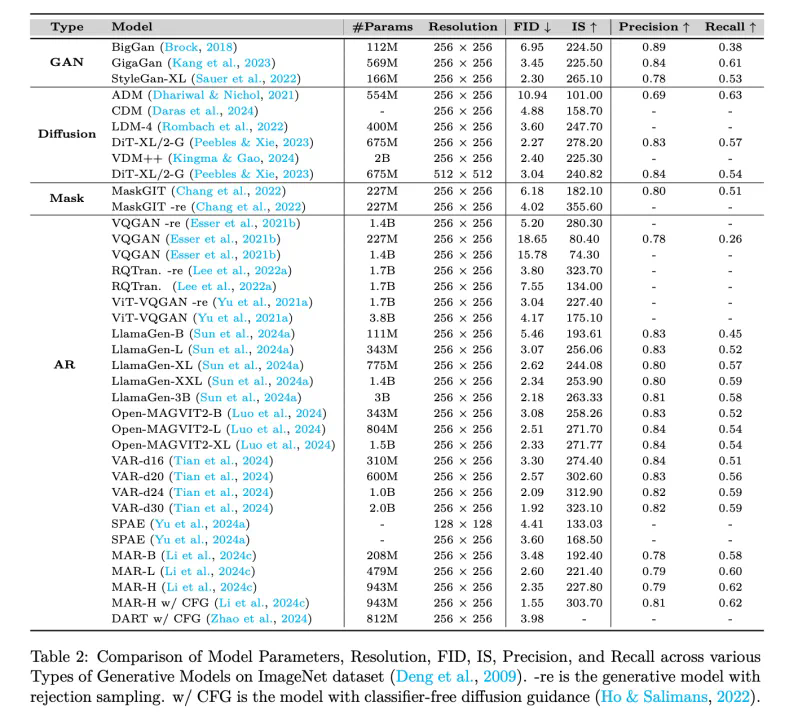 Type Model #Params Resolution FID ↓ IS ↑ Precision ↑ Recall ↑
GAN
BigGan (Brock, 2018) 112M 256 × 256 6.95 224.50 0.89 0.38
GigaGan (Kang et al., 2023) 569M 256 × 256 3.45 225.50 0.84 0.61
StyleGan-XL (Sauer et al., 2022) 166M 256 × 256 2.30 265.10 0.78 0.53
Diffusion
ADM (Dhariwal & Nichol, 2021) 554M 256 × 256 10.94 101.00 0.69 0.63
CDM (Daras et al., 2024) - 256 × 256 4.88 158.70 - -
LDM-4 (Rombach et al., 2022) 400M 256 × 256 3.60 247.70 - -
DiT-XL/2-G (Peebles & Xie, 2023) 675M 256 × 256 2.27 278.20 0.83 0.57
VDM++ (Kingma & Gao, 2024) 2B 256 × 256 2.40 225.30 - -
DiT-XL/2-G (Peebles & Xie, 2023) 675M 512 × 512 3.04 240.82 0.84 0.54
Mask
MaskGIT (Chang et al., 2022) 227M 256 × 256 6.18 182.10 0.80 0.51
MaskGIT -re (Chang et al., 2022) 227M 256 × 256 4.02 355.60 - -
AR
VQGAN -re (Esser et al., 2021b) 1.4B 256 × 256 5.20 280.30 - -
VQGAN (Esser et al., 2021b) 227M 256 × 256 18.65 80.40 0.78 0.26
VQGAN (Esser et al., 2021b) 1.4B 256 × 256 15.78 74.30 - -
RQTran. -re (Lee et al., 2022a) 1.7B 256 × 256 3.80 323.70 - -
RQTran. (Lee et al., 2022a) 1.7B 256 × 256 7.55 134.00 - -
ViT-VQGAN -re (Yu et al., 2021a) 1.7B 256 × 256 3.04 227.40 - -
ViT-VQGAN (Yu et al., 2021a) 3.8B 256 × 256 4.17 175.10 - -
LlamaGen-B (Sun et al., 2024a) 111M 256 × 256 5.46 193.61 0.83 0.45
LlamaGen-L (Sun et al., 2024a) 343M 256 × 256 3.07 256.06 0.83 0.52
LlamaGen-XL (Sun et al., 2024a) 775M 256 × 256 2.62 244.08 0.80 0.57
LlamaGen-XXL (Sun et al., 2024a) 1.4B 256 × 256 2.34 253.90 0.80 0.59
LlamaGen-3B (Sun et al., 2024a) 3B 256 × 256 2.18 263.33 0.81 0.58
Open-MAGVIT2-B (Luo et al., 2024) 343M 256 × 256 3.08 258.26 0.83 0.52
Open-MAGVIT2-L (Luo et al., 2024) 804M 256 × 256 2.51 271.70 0.84 0.54
Open-MAGVIT2-XL (Luo et al., 2024) 1.5B 256 × 256 2.33 271.77 0.84 0.54
VAR-d16 (Tian et al., 2024) 310M 256 × 256 3.30 274.40 0.84 0.51
VAR-d20 (Tian et al., 2024) 600M 256 × 256 2.57 302.60 0.83 0.56
VAR-d24 (Tian et al., 2024) 1.0B 256 × 256 2.09 312.90 0.82 0.59
VAR-d30 (Tian et al., 2024) 2.0B 256 × 256 1.92 323.10 0.82 0.59
SPAE (Yu et al., 2024a) - 128 × 128 4.41 133.03 - -
SPAE (Yu et al., 2024a) - 256 × 256 3.60 168.50 - -
MAR-B (Li et al., 2024c) 208M 256 × 256 3.48 192.40 0.78 0.58
MAR-L (Li et al., 2024c) 479M 256 × 256 2.60 221.40 0.79 0.60
MAR-H (Li et al., 2024c) 943M 256 × 256 2.35 227.80 0.79 0.62
MAR-H w/ CFG (Li et al., 2024c) 943M 256 × 256 1.55 303.70 0.81 0.62
DART w/ CFG (Zhao et al., 2024) 812M 256 × 256 3.98 - - -
Table 2: Comparison of Model Parameters, Resolution, FID, IS, Precision, and Recall across various
Types of Generative Models on ImageNet dataset (Deng et al., 2009). -re is the generative model with
rejection sampling. w/ CFG is the model with classifier-free diffusion guidance (Ho & Salimans, 2022).